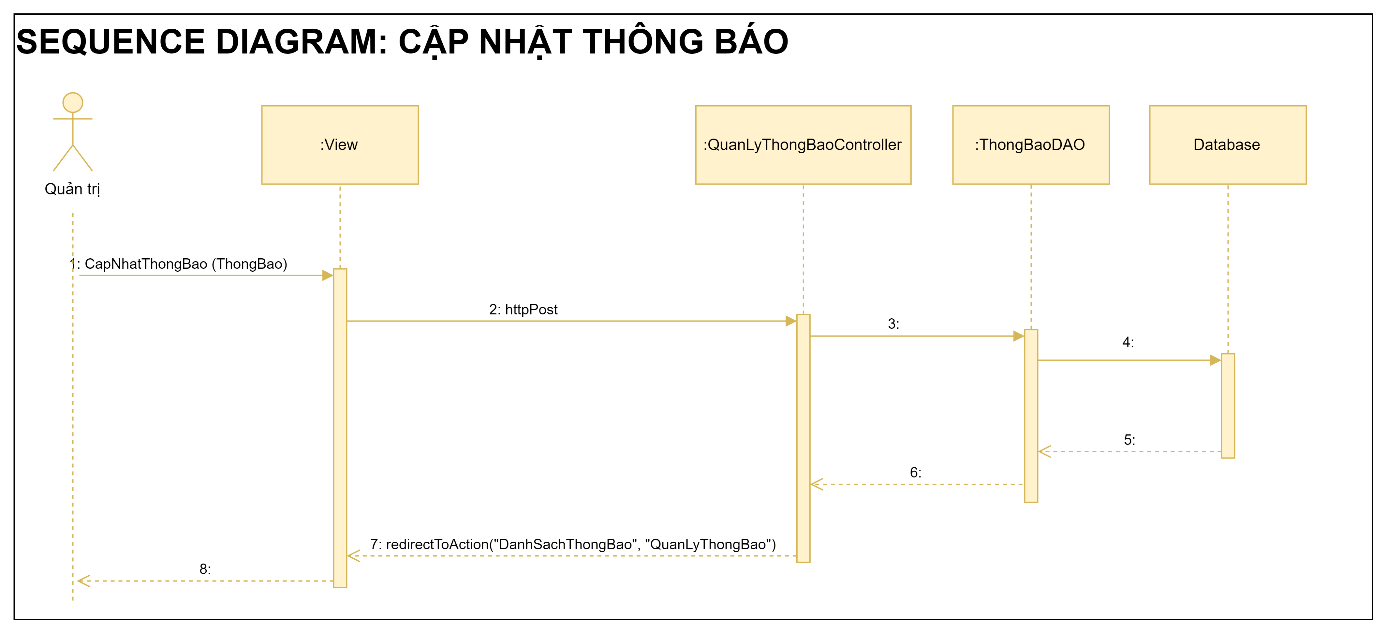 SEQUENCE DIAGRAM: CẬP NHẬT THÔNG BÁO
:View
:QuanLyThongBaoController
:ThongBaoDAO
Database
Quản trị
1: CapNhatThongBao (ThongBao)
2: httpPost
3:
4:
5:
6:
7: redirectToAction("DanhSachThongBao", "QuanLyThongBao")
8: